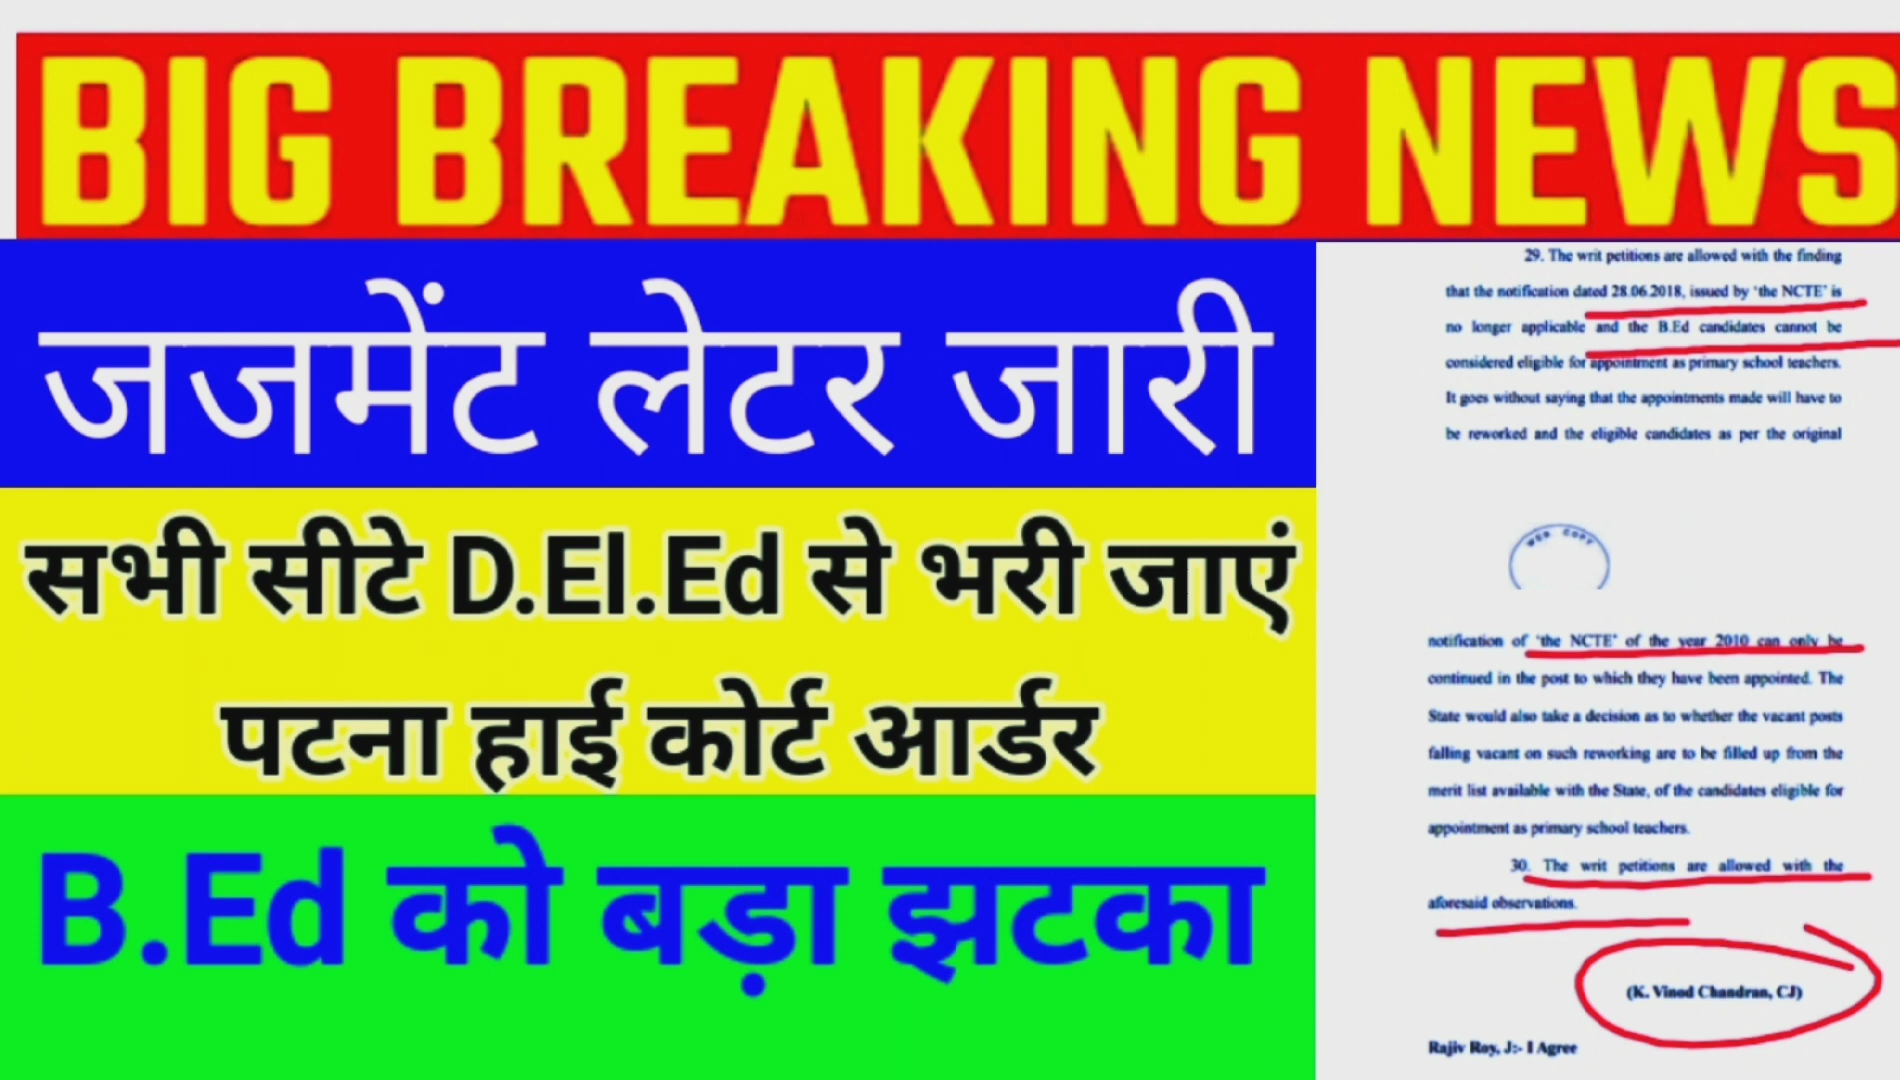 BIG BREAKING NEWS
जजमेंट लेटर जारी
सभी सीटे D.El.Ed से भरी जाएं
पटना हाई कोर्ट आर्डर
B.Ed को बड़ा झटका
29. The writ petitions are allowed with the finding
that the notification dated 28.06.2018, issued by 'the NCTE' is
no longer applicable and the B.Ed candidates cannot be
considered eligible for appointment as primary school teachers.
It goes without saying that the appointments made will have to
be reworked and the eligible candidates as per the original
WEB COPY
notification of 'the NCTE' of the year 2010 can only be
continued in the post to which they have been appointed. The
State would also take a decision as to whether the vacant posts
falling vacant on such reworking are to be filled up from the
merit list available with the State, of the candidates eligible for
appointment as primary school teachers.
30. The writ petitions are allowed with the
aforesaid observations.
(K. Vinod Chandran, CJ)
Rajiv Roy, J:- I Agree